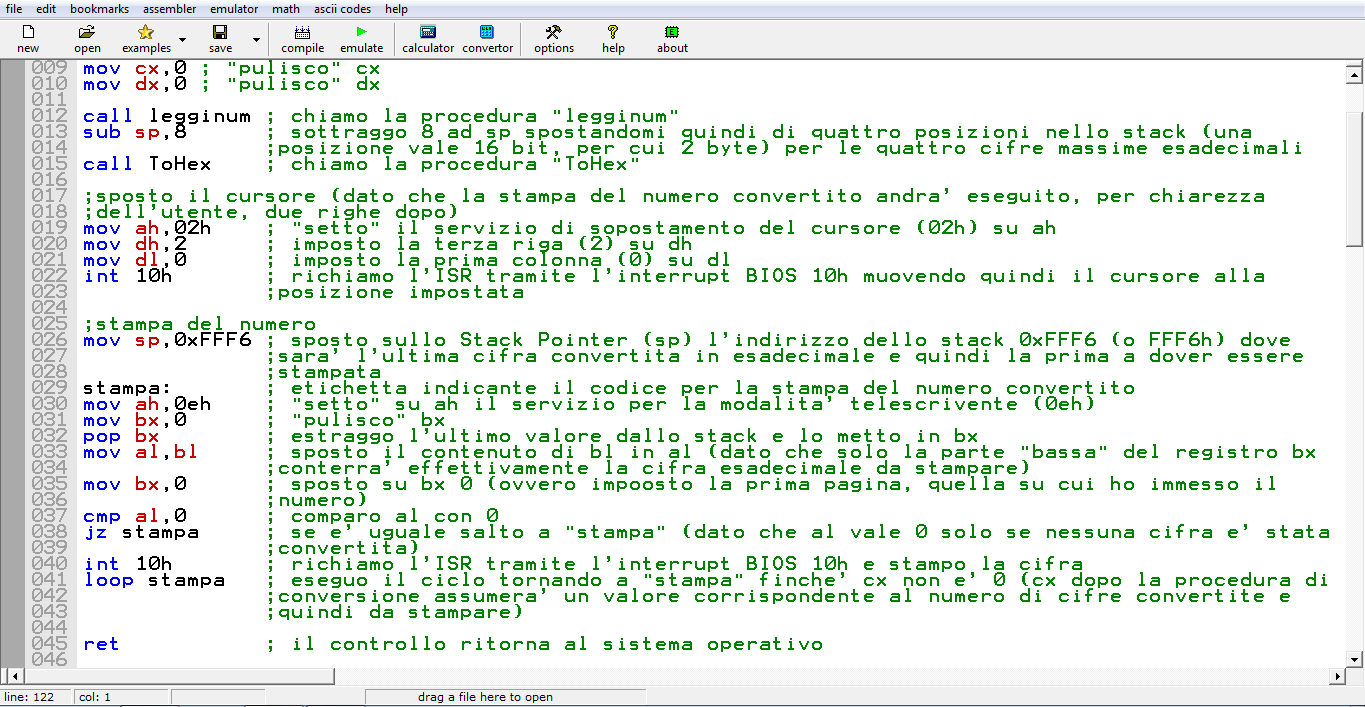 file edit bookmarks assembler emulator math ascii codes help
new open examples save compile emulate calculator convertor options help about
009 mov cx,0 ; "pulisco" cx
010 mov dx,0 ; "pulisco" dx
011
012 call legginum ; chiamo la procedura "legginum"
013 sub sp,8 ; sottraggo 8 ad sp spostandomi quindi di quattro posizioni nello stack (una
014 ;posizione vale 16 bit, per cui 2 byte) per le quattro cifre massime esadecimali
015 call ToHex ; chiamo la procedura "ToHex"
016
017 ;sposto il cursore (dato che la stampa del numero convertito andra' eseguito, per chiarezza
018 ;dell'utente, due righe dopo)
019 mov ah,02h ; "setto" il servizio di sopostamento del cursore (02h) su ah
020 mov dh,2 ; imposto la terza riga (2) su dh
021 mov dl,0 ; imposto la prima colonna (0) su dl
022 int 10h ; richiamo l'ISR tramite l'interrupt BIOS 10h muovendo quindi il cursore alla
023 ;posizione impostata
024
025 ;stampa del numero
026 mov sp,0xFFF6 ; sposto sullo Stack Pointer (sp) l'indirizzo dello stack 0xFFF6 (o FFF6h) dove
027 ;sara' l'ultima cifra convertita in esadecimale e quindi la prima a dover essere
028 ;stampata
029 stampa: ; etichetta indicante il codice per la stampa del numero convertito
030 mov ah,0eh ; "setto" su ah il servizio per la modalita' telescrivente (0eh)
031 mov bx,0 ; "pulisco" bx
032 pop bx ; estraggo l'ultimo valore dallo stack e lo metto in bx
033 mov al,bl ; sposto il contenuto di bl in al (dato che solo la parte "bassa" del registro bx
034 ;conterra' effettivamente la cifra esadecimale da stampare)
035 mov bx,0 ; sposto su bx 0 (ovvero impoosto la prima pagina, quella su cui ho immesso il
036 ;numero)
037 cmp al,0 ; comparo al con 0
038 jz stampa ; se e' uguale salto a "stampa" (dato che al vale 0 solo se nessuna cifra e' stata
039 ;convertita)
040 int 10h ; richiamo l'ISR tramite l'interrupt BIOS 10h e stampo la cifra
041 loop stampa ; eseguo il ciclo tornando a "stampa" finche' cx non e' 0 (cx dopo la procedura di
042 ;conversione assumera' un valore corrispondente al numero di cifre convertite e
043 ;quindi da stampare)
044
045 ret ; il controllo ritorna al sistema operativo
046
line: 122 col: 1 drag a file here to open